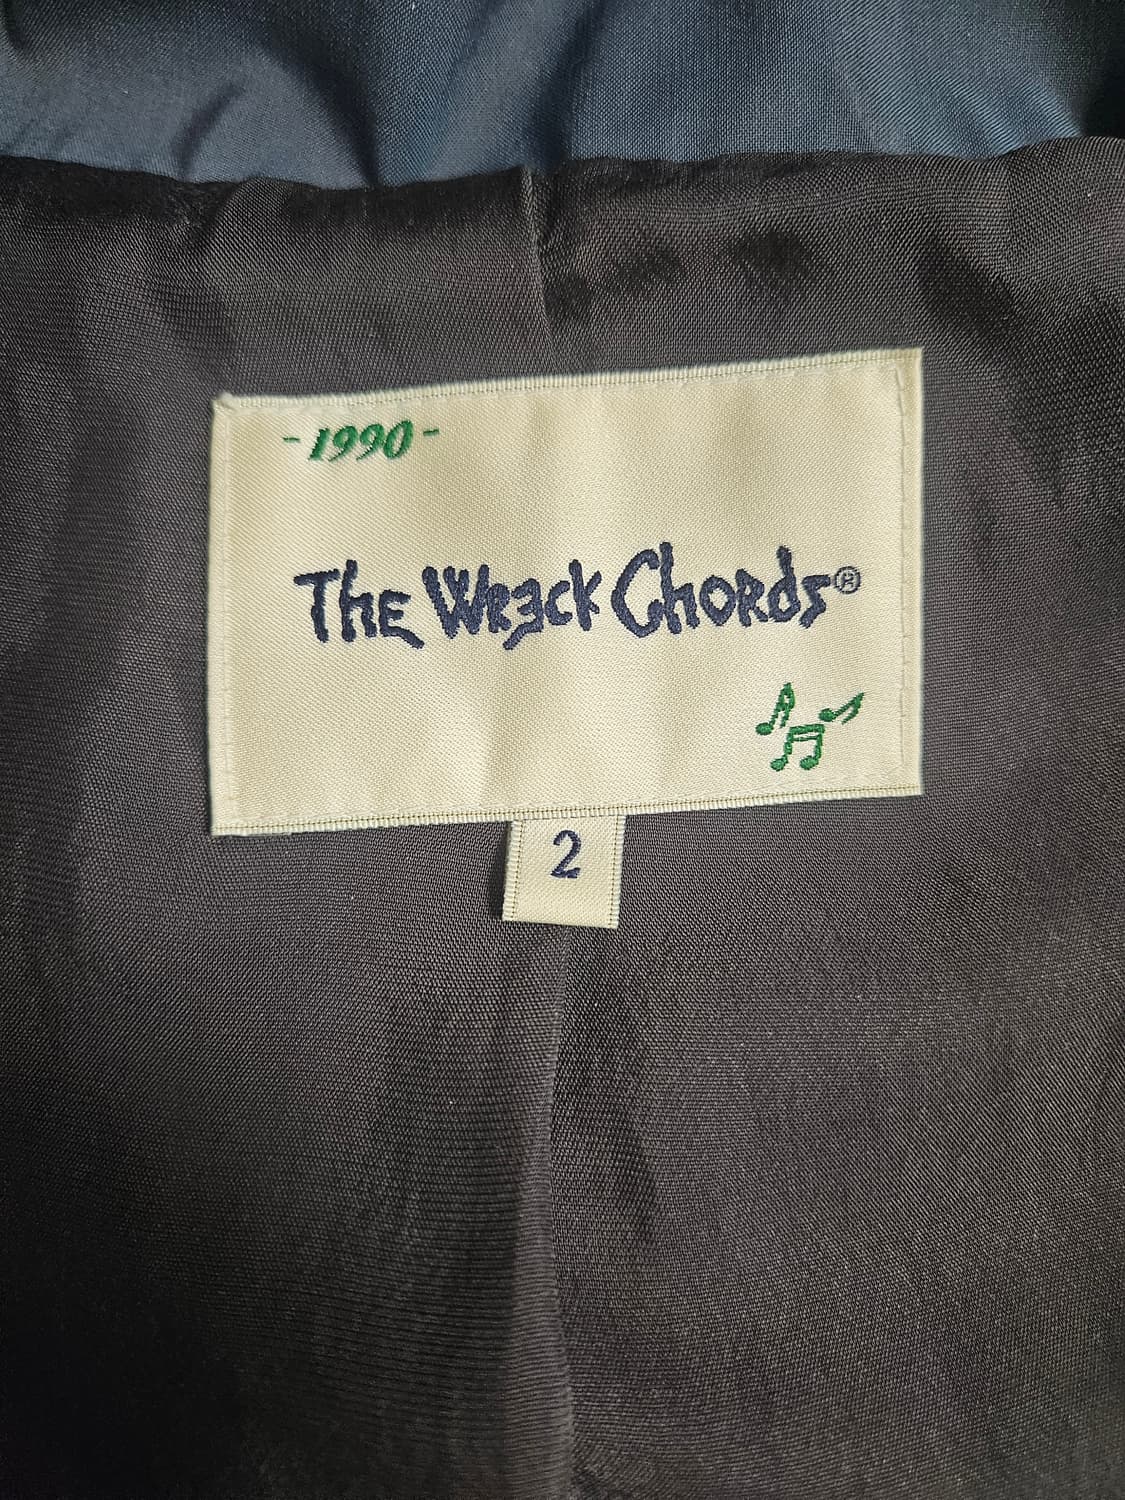 - 1990 -
The Wreck Chords®
2